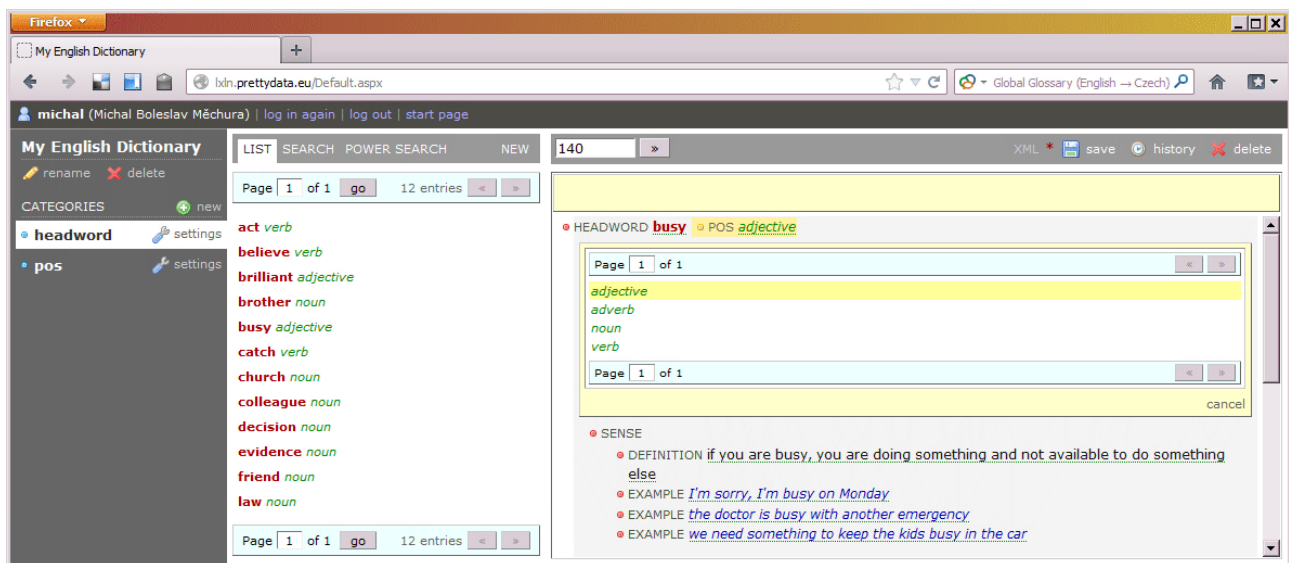 Firefox
My English Dictionary
+
lxln.prettydata.eu/Default.aspx
Global Glossary (English → Czech)
michal (Michal Boleslav Měchura) | log in again | log out | start page
My English Dictionary
rename delete
CATEGORIES new
headword settings
pos settings
LIST SEARCH POWER SEARCH NEW
Page 1 of 1 go 12 entries « »
act verb
believe verb
brilliant adjective
brother noun
busy adjective
catch verb
church noun
colleague noun
decision noun
evidence noun
friend noun
law noun
Page 1 of 1 go 12 entries « »
140 »
XML * save history delete
HEADWORD busy POS adjective
Page 1 of 1 « »
adjective
adverb
noun
verb
Page 1 of 1 « »
cancel
SENSE
DEFINITION if you are busy, you are doing something and not available to do something
else
EXAMPLE I'm sorry, I'm busy on Monday
EXAMPLE the doctor is busy with another emergency
EXAMPLE we need something to keep the kids busy in the car